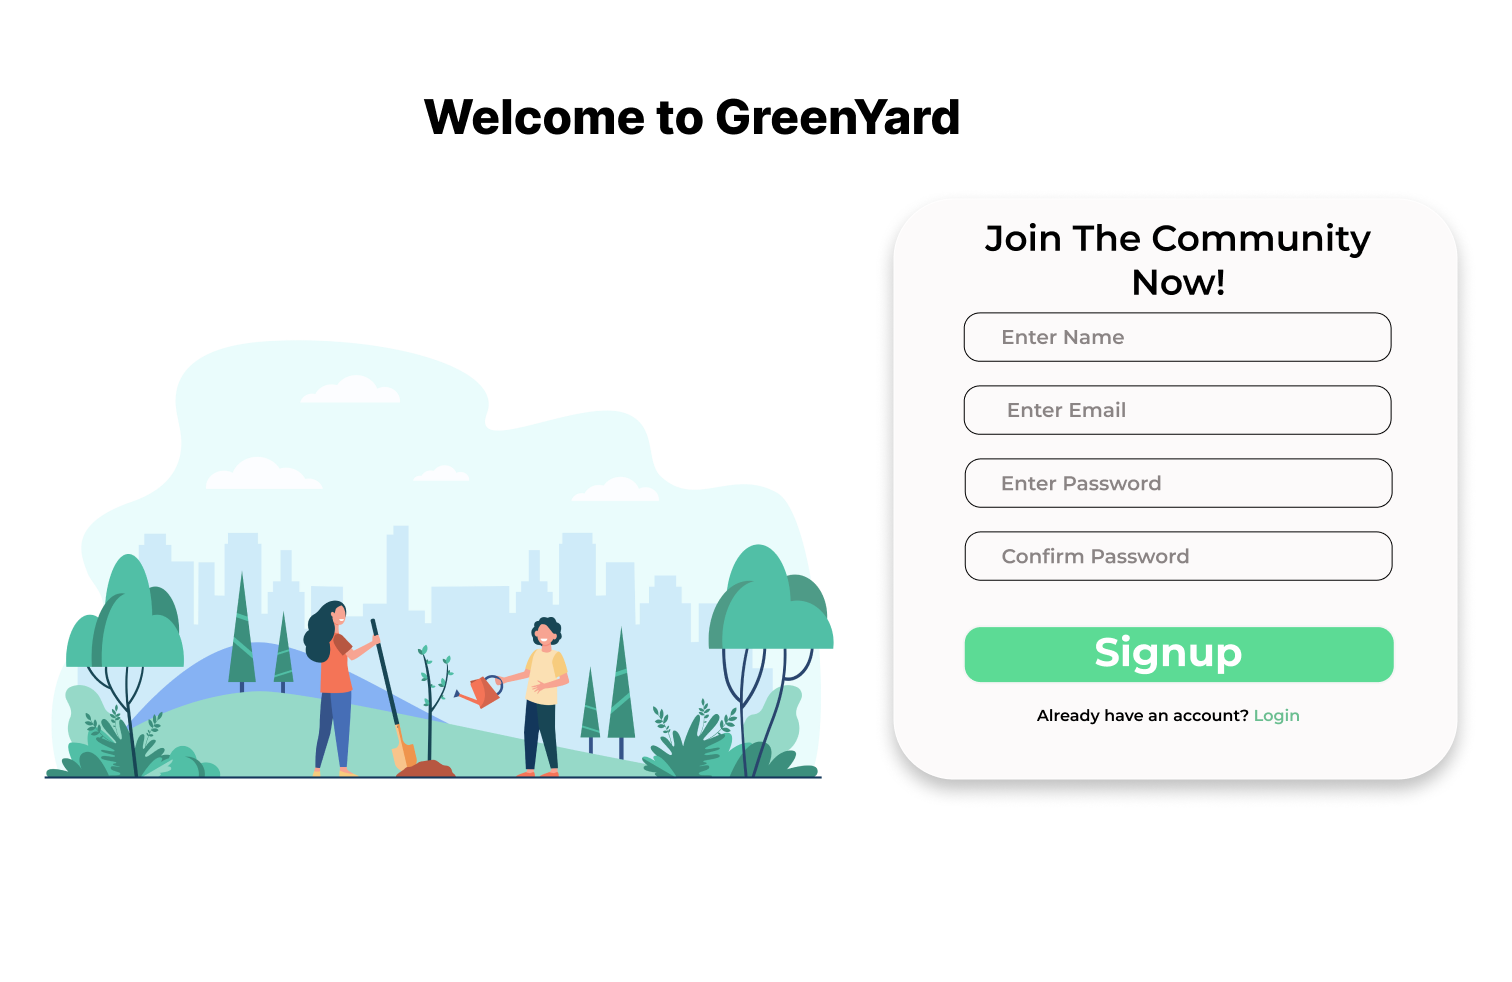 Welcome to GreenYard
Join The Community
Now!
Enter Name
Enter Email
Enter Password
Confirm Password
Signup
Already have an account? Login